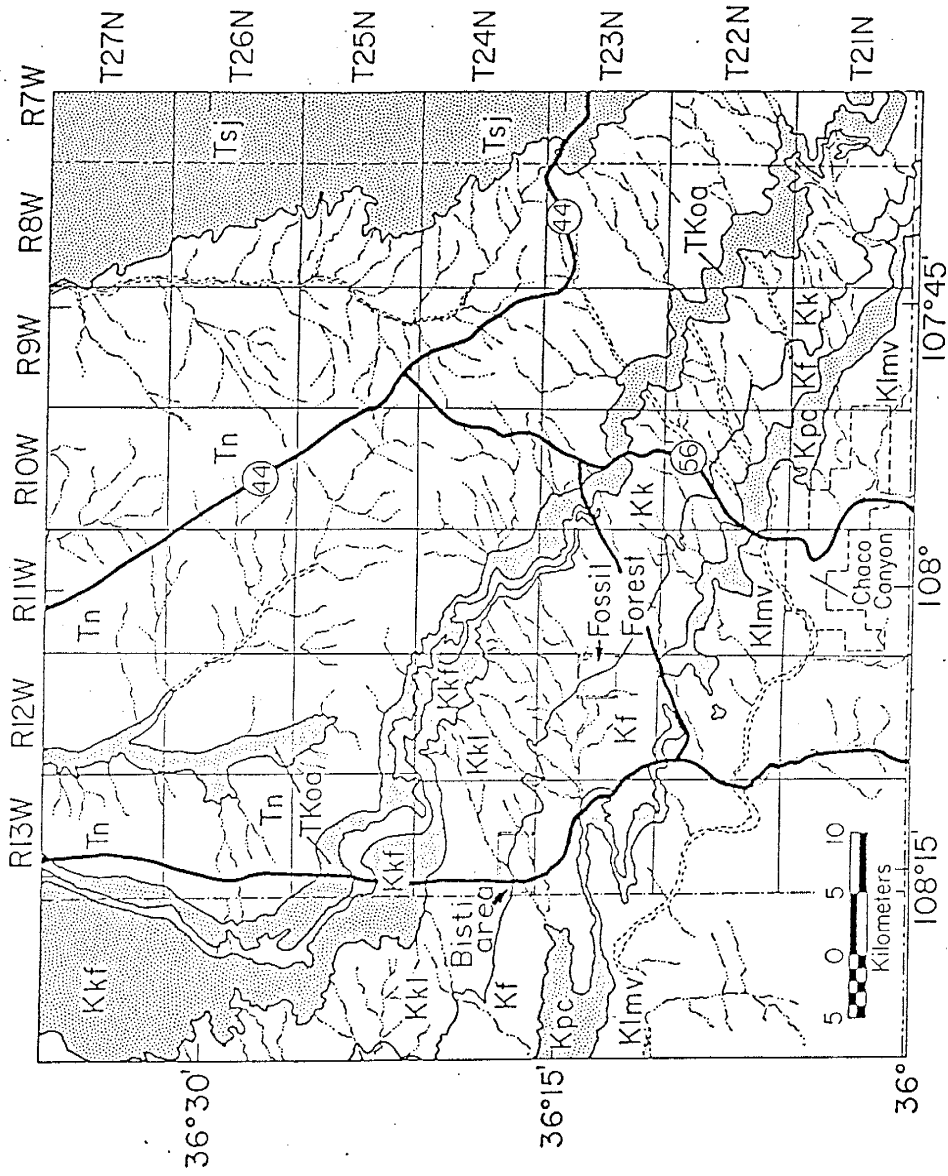 R13W
R12W
R11W
R10W
R9W
R8W
R7W
T27N
T26N
T25N
T24N
T23N
T22N
T21N
36°30'
36°15'
36°
108°15'
108°
107°45'
Kkf
Tn
Tn
Tn
Tn
Tsj
Tsj
44
44
56
TKoa
TKoa
Kkf
Kkf
Kkl
Kkl
Kf
Kf
Kf
Kk
Kk
Kpc
Kpc
Klmv
Klmv
Klmv
Bisti
area
Fossil
Forest
Chaco
Canyon
5 0 5 10
Kilometers